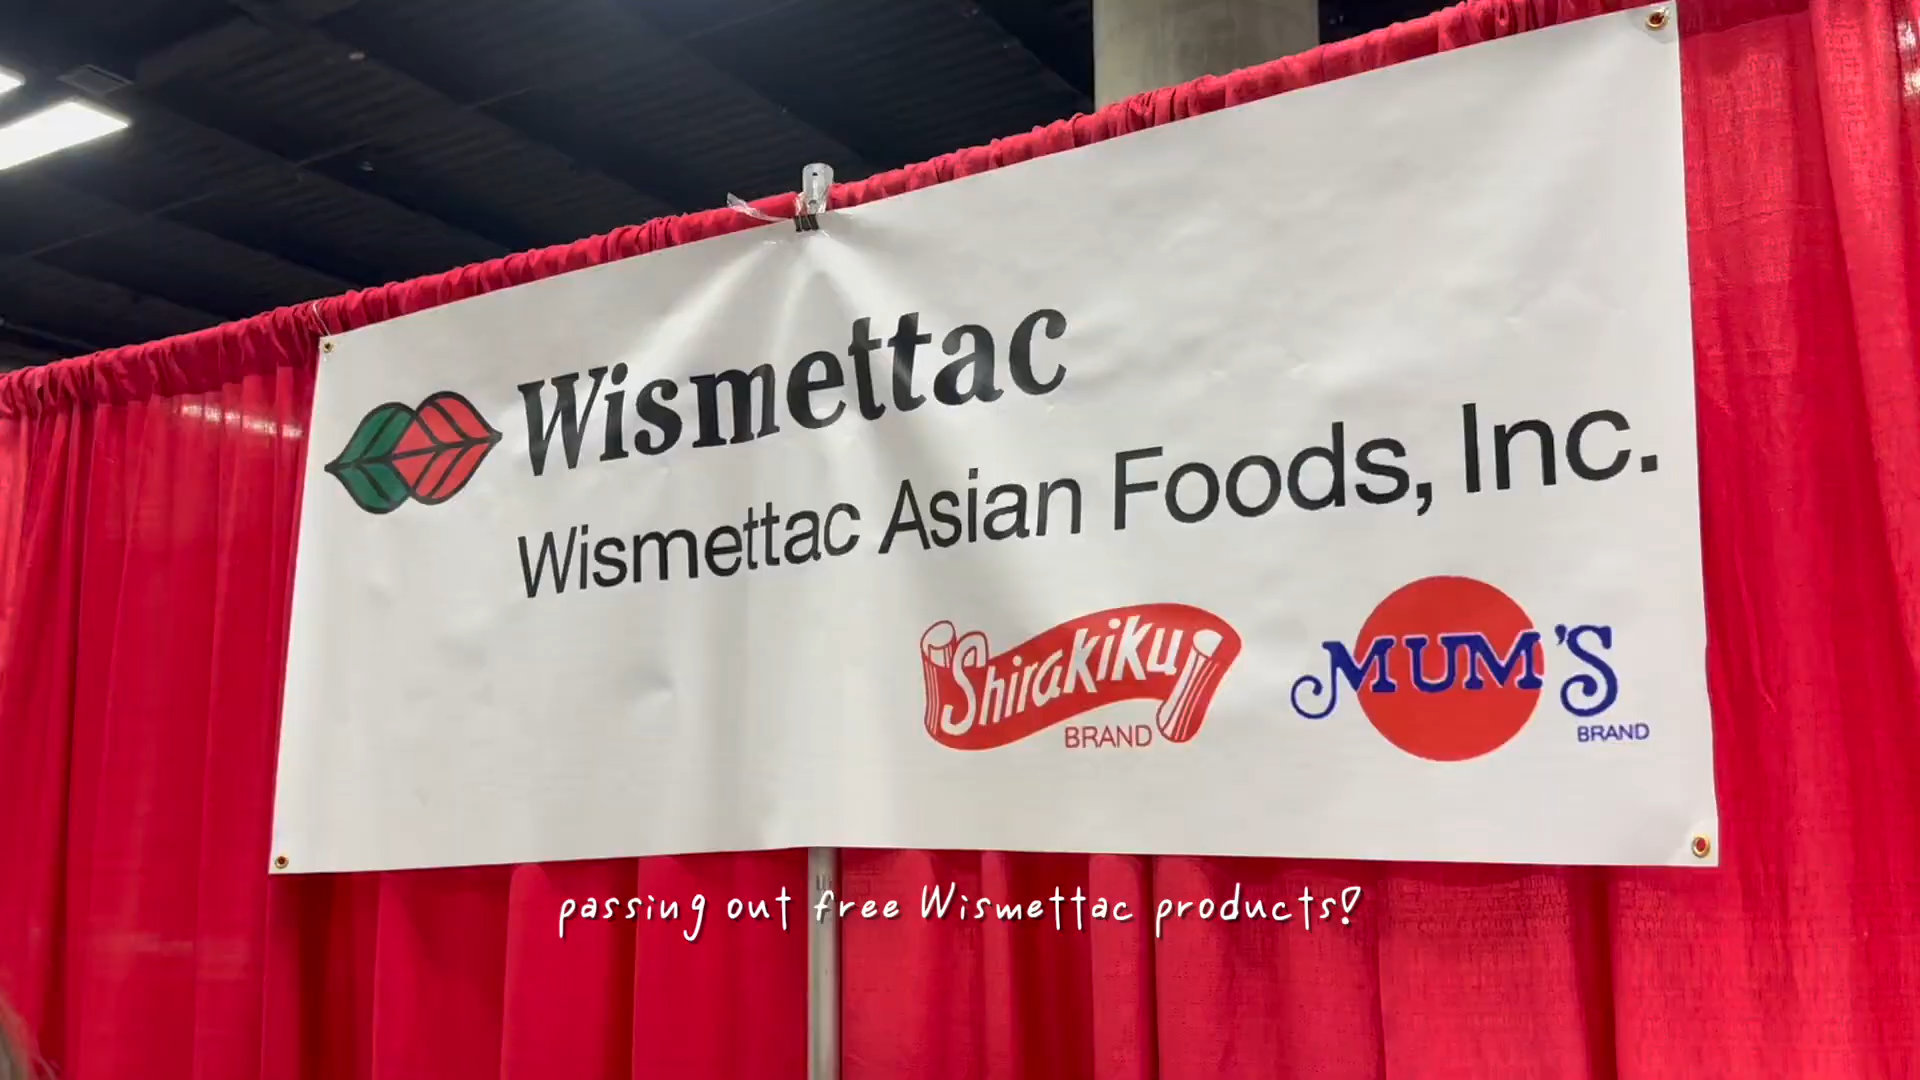 Wismettac
Wismettac Asian Foods, Inc.
Shirakiku
BRAND
MUM'S
BRAND
passing out free Wismettac products!